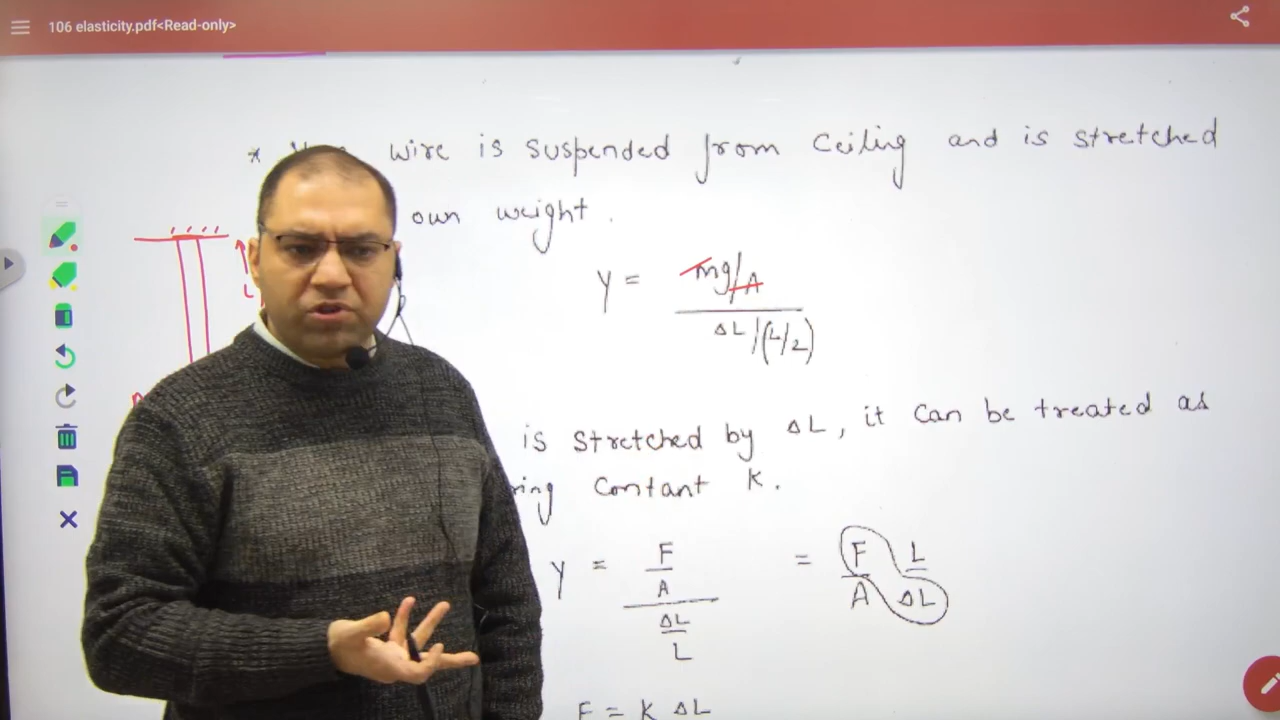 106 elasticity.pdf<Read-only>
* wire is suspended from ceiling and is stretched
own weight.
L
Y = mg/A / ΔL/(L/2)
is stretched by ΔL, it can be treated as
ring Contant K.
Y = F/A / ΔL/L = F/A L/ΔL
F = K ΔL